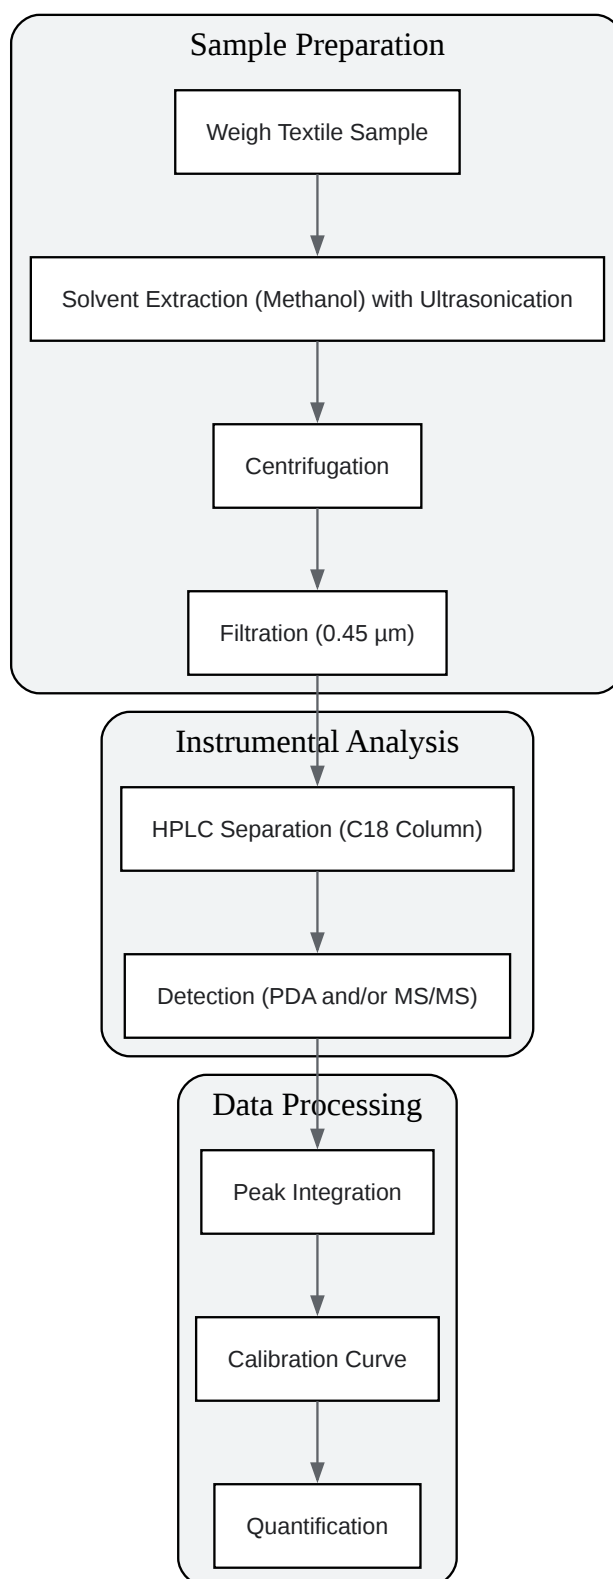 Sample Preparation
Weigh Textile Sample
Solvent Extraction (Methanol) with Ultrasonication
Centrifugation
Filtration (0.45 µm)
Instrumental Analysis
HPLC Separation (C18 Column)
Detection (PDA and/or MS/MS)
Data Processing
Peak Integration
Calibration Curve
Quantification